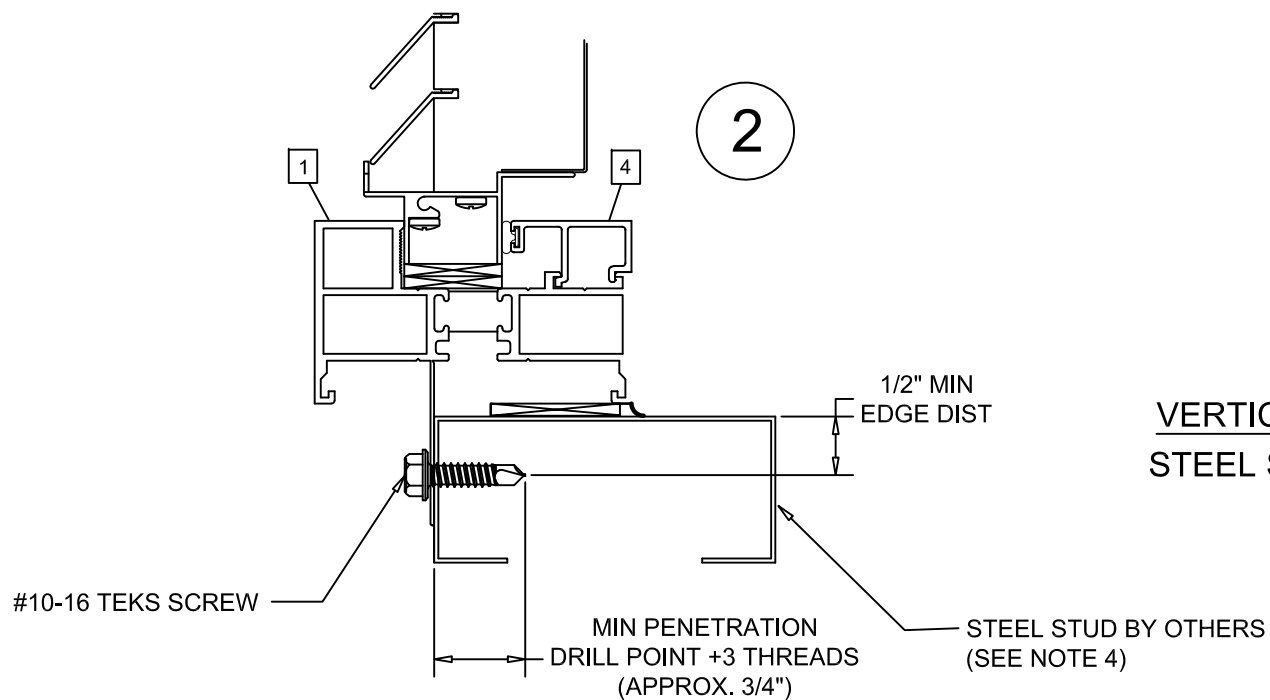 2
1
4
1/2" MIN
EDGE DIST
STEEL
#10-16 TEKS SCREW
MIN PENETRATION
DRILL POINT +3 THREADS
(APPROX. 3/4")
STEEL STUD BY OTHERS
(SEE NOTE 4)